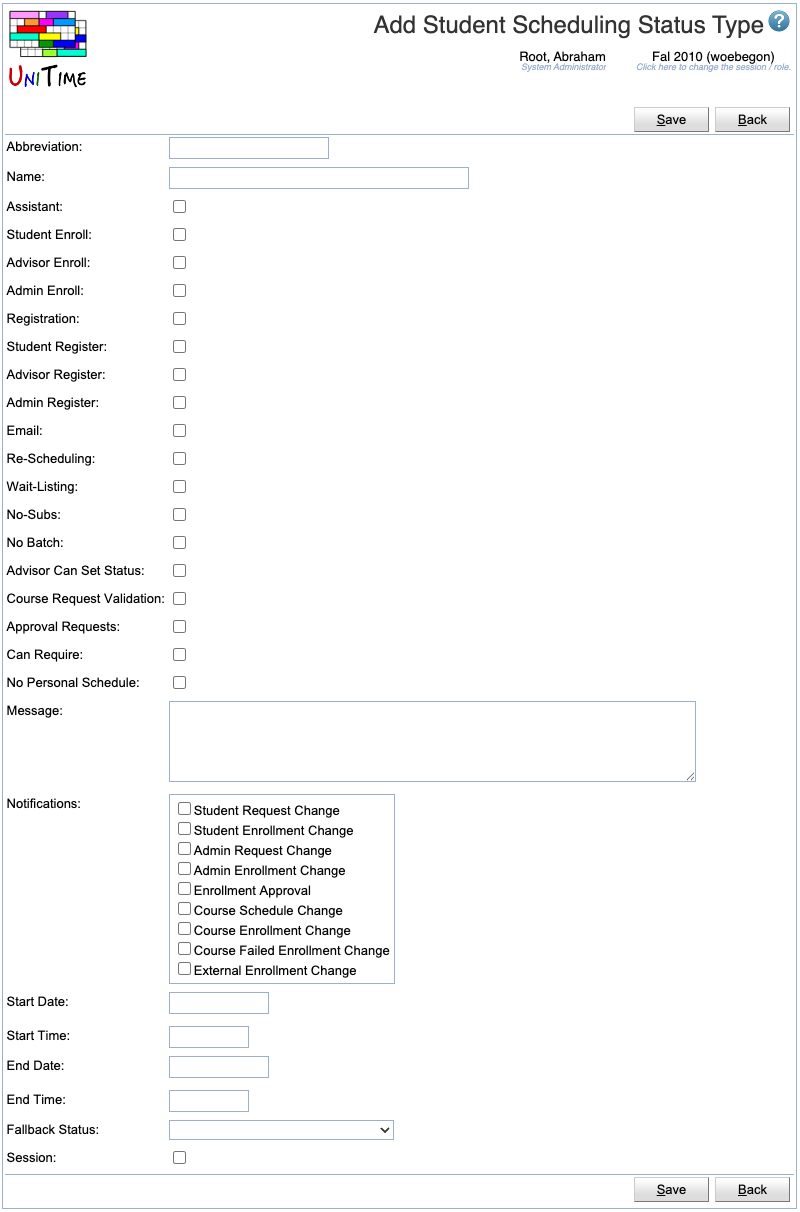 Add Student Scheduling Status Type ?
UNITIME
Root, Abraham Fal 2010 (woebegon)
System Administrator Click here to change the session / role.
Save Back
Abbreviation:
Name:
Assistant:
Student Enroll:
Advisor Enroll:
Admin Enroll:
Registration:
Student Register:
Advisor Register:
Admin Register:
Email:
Re-Scheduling:
Wait-Listing:
No-Subs:
No Batch:
Advisor Can Set Status:
Course Request Validation:
Approval Requests:
Can Require:
No Personal Schedule:
Message:
Notifications:
Student Request Change
Student Enrollment Change
Admin Request Change
Admin Enrollment Change
Enrollment Approval
Course Schedule Change
Course Enrollment Change
Course Failed Enrollment Change
External Enrollment Change
Start Date:
Start Time:
End Date:
End Time:
Fallback Status:
Session:
Save Back